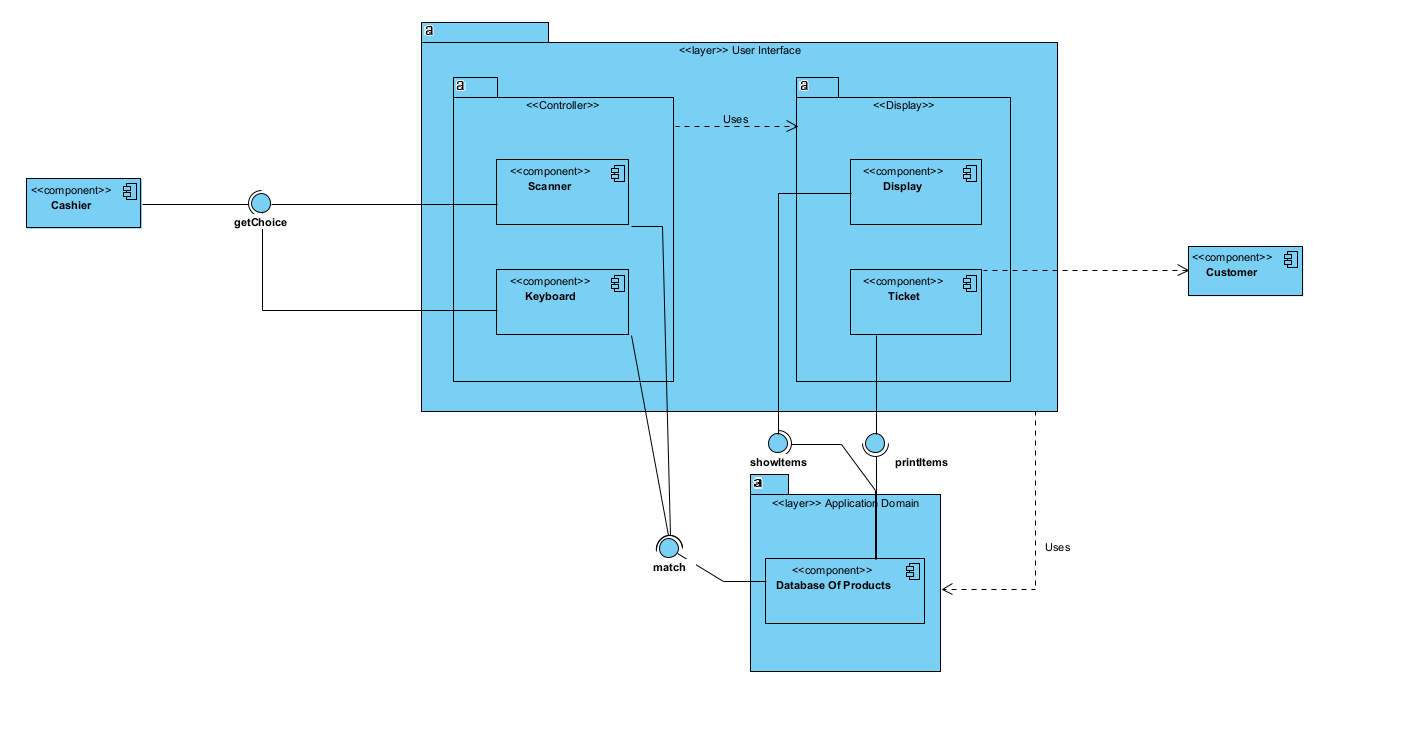 a
<<layer>> User Interface
a
<<Controller>>
a
<<Display>>
Uses
<<component>>
Scanner
<<component>>
Display
<<component>>
Cashier
getChoice
<<component>>
Keyboard
<<component>>
Ticket
<<component>>
Customer
showItems
printItems
a
<<layer>> Application Domain
Uses
match
<<component>>
Database Of Products